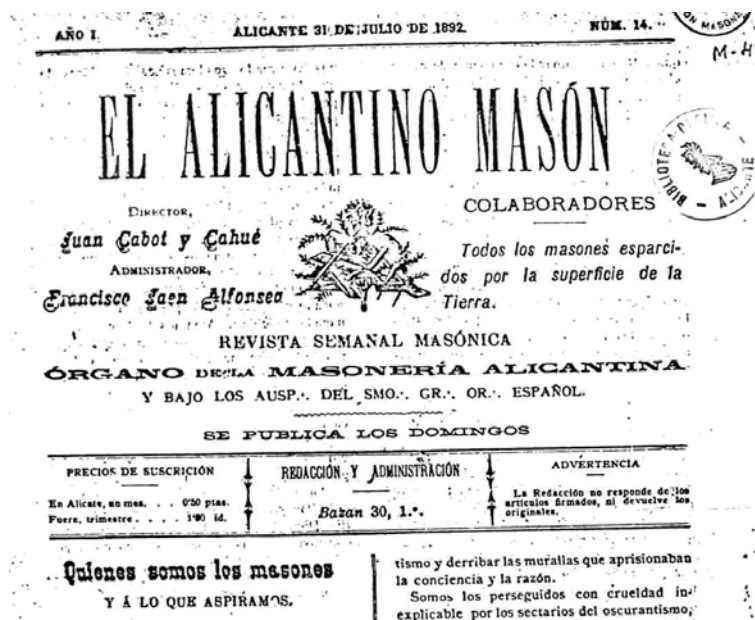 AÑO I.
ALICANTE 31 DE JULIO DE 1892.
NÚM. 14.
M-H
EL ALICANTINO MASÓN
DIRECTOR,
Juan Cabot y Cahué
ADMINISTRADOR,
Francisco Jaen Alfonsea
COLABORADORES
Todos los masones esparci-
dos por la superficie de la
Tierra.
BIBLIOTECA
REVISTA SEMANAL MASÓNICA
ÓRGANO DE LA MASONERÍA ALICANTINA
Y BAJO LOS AUSP.·. DEL SMO.·. GR.·. OR.·. ESPAÑOL.
SE PUBLICA LOS DOMINGOS
PRECIOS DE SUSCRICIÓN
En Alicate, un mes. . . 0'50 ptas.
Fuera, trimestre . . . . id.
REDACCIÓN Y ADMINISTRACIÓN
Bazan 30, 1.º.
ADVERTENCIA
La Redacción no responde de los
artículos firmados, ni devuelve los
originales.
Quienes somos los masones
Y Á LO QUE ASPIRAMOS.
tismo y derribar las murallas que aprisionaban
la conciencia y la razón.
Somos los perseguidos con crueldad in-
explicable por los sectarios del oscurantismo,